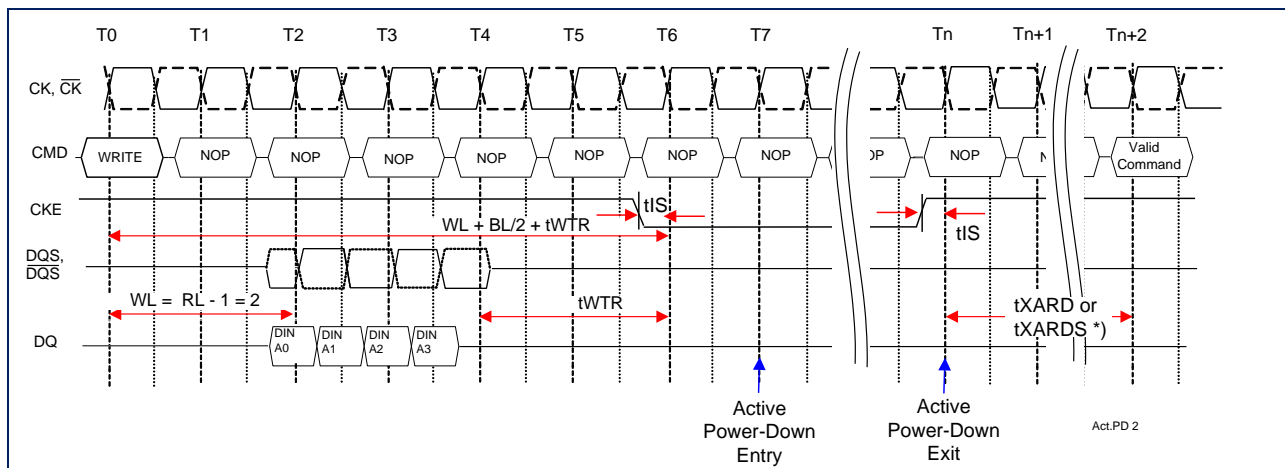 T0 T1 T2 T3 T4 T5 T6 T7 Tn Tn+1 Tn+2
CK, CK
CMD WRITE NOP NOP NOP NOP NOP NOP NOP OP NOP N Valid Command
CKE tIS tIS
WL + BL/2 + tWTR
DQS,
DQS
WL = RL - 1 = 2 tWTR tXARD or
tXARDS *)
DQ DIN A0 DIN A1 DIN A2 DIN A3
Active
Power-Down
Entry
Active
Power-Down
Exit
Act.PD 2